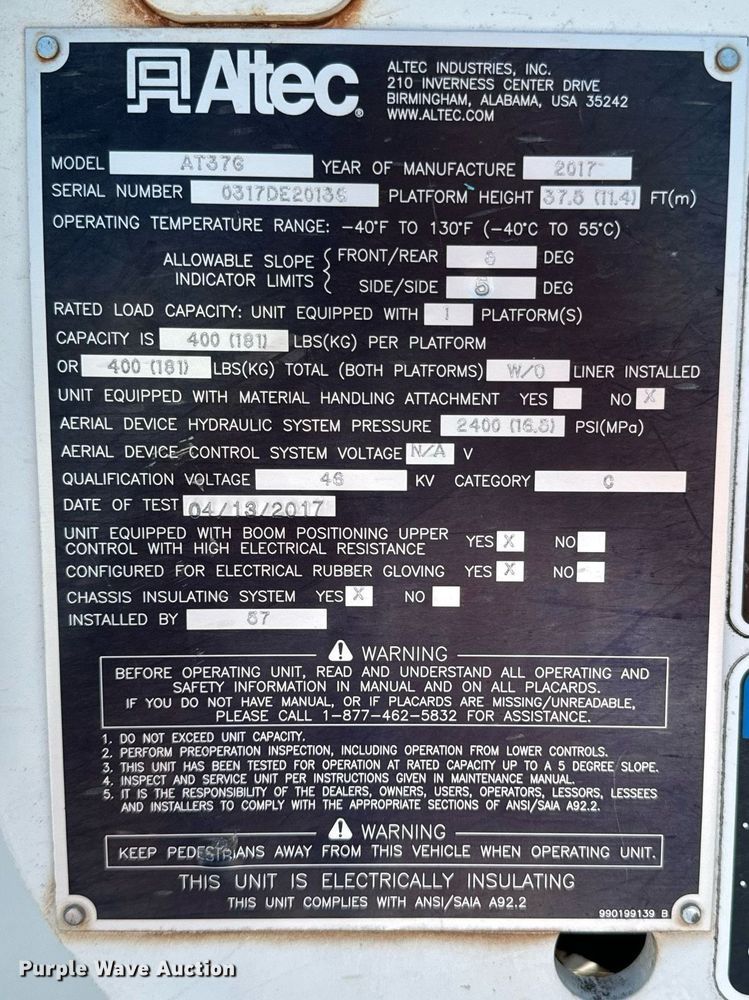 Altec®
ALTEC INDUSTRIES, INC.
210 INVERNESS CENTER DRIVE
BIRMINGHAM, ALABAMA, USA 35242
WWW.ALTEC.COM
MODEL AT37G YEAR OF MANUFACTURE 2017
SERIAL NUMBER PLATFORM HEIGHT 37.5 (11.4) FT(m)
OPERATING TEMPERATURE RANGE: -40°F TO 130°F (-40°C TO 55°C)
ALLOWABLE SLOPE INDICATOR LIMITS { FRONT/REAR DEG
SIDE/SIDE 5 DEG
RATED LOAD CAPACITY: UNIT EQUIPPED WITH 1 PLATFORM(S)
CAPACITY IS 400 (181) LBS(KG) PER PLATFORM
OR 400 (181) LBS(KG) TOTAL (BOTH PLATFORMS) W/O LINER INSTALLED
UNIT EQUIPPED WITH MATERIAL HANDLING ATTACHMENT YES NO X
AERIAL DEVICE HYDRAULIC SYSTEM PRESSURE 2400 (16.5) PSI(MPa)
AERIAL DEVICE CONTROL SYSTEM VOLTAGE N/A V
QUALIFICATION VOLTAGE 46 KV CATEGORY C
DATE OF TEST 04/13/2017
UNIT EQUIPPED WITH BOOM POSITIONING UPPER
CONTROL WITH HIGH ELECTRICAL RESISTANCE YES X NO
CONFIGURED FOR ELECTRICAL RUBBER GLOVING YES X NO
CHASSIS INSULATING SYSTEM YES X NO
INSTALLED BY 57
WARNING
BEFORE OPERATING UNIT, READ AND UNDERSTAND ALL OPERATING AND
SAFETY INFORMATION IN MANUAL AND ON ALL PLACARDS.
IF YOU DO NOT HAVE MANUAL, OR IF PLACARDS ARE MISSING/UNREADABLE,
PLEASE CALL 1-877-462-5832 FOR ASSISTANCE.
1. DO NOT EXCEED UNIT CAPACITY.
2. PERFORM PREOPERATION INSPECTION, INCLUDING OPERATION FROM LOWER CONTROLS.
3. THIS UNIT HAS BEEN TESTED FOR OPERATION AT RATED CAPACITY UP TO A 5 DEGREE SLOPE.
4. INSPECT AND SERVICE UNIT PER INSTRUCTIONS GIVEN IN MAINTENANCE MANUAL.
5. IT IS THE RESPONSIBILITY OF THE DEALERS, OWNERS, USERS, OPERATORS, LESSORS, LESSEES
AND INSTALLERS TO COMPLY WITH THE APPROPRIATE SECTIONS OF ANSI/SAIA A92.2.
WARNING
KEEP PEDESTRIANS AWAY FROM THIS VEHICLE WHEN OPERATING UNIT.
THIS UNIT IS ELECTRICALLY INSULATING
THIS UNIT COMPLIES WITH ANSI/SAIA A92.2
990199139 B
Purple Wave Auction